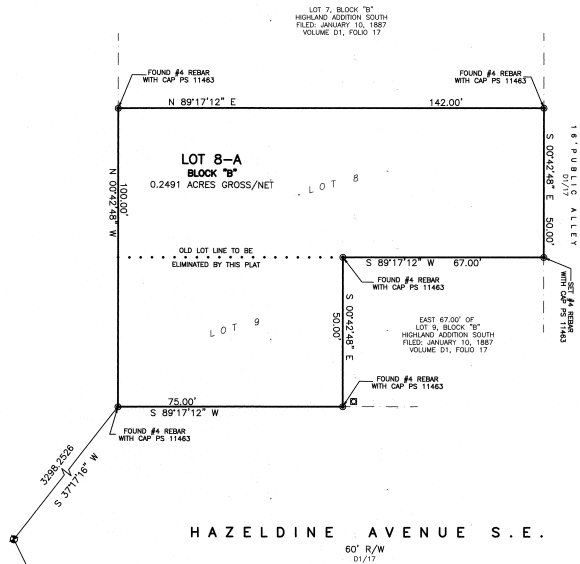 LOT 7, BLOCK "B"
HIGHLAND ADDITION SOUTH
FILED: JANUARY 10, 1887
VOLUME D1, FOLIO 17
FOUND #4 REBAR
WITH CAP PS 11463
FOUND #4 REBAR
WITH CAP PS 11463
N 89°17'12" E
142.00'
LOT 8-A
BLOCK "B"
0.2491 ACRES GROSS/NET
LOT 8
N 00°42'48" W
100.00'
S 00°42'48" E
50.00'
16' PUBLIC ALLEY
D1/17
OLD LOT LINE TO BE
ELIMINATED BY THIS PLAT
S 89°17'12" W
67.00'
FOUND #4 REBAR
WITH CAP PS 11463
SET #4 REBAR
WITH CAP PS 11463
LOT 9
S 00°42'48" E
50.00'
EAST 67.00' OF
LOT 9, BLOCK "B"
HIGHLAND ADDITION SOUTH
FILED: JANUARY 10, 1887
VOLUME D1, FOLIO 17
75.00'
S 89°17'12" W
FOUND #4 REBAR
WITH CAP PS 11463
FOUND #4 REBAR
WITH CAP PS 11463
3298.2526
S 37°17'16" W
HAZELDINE AVENUE S.E.
60' R/W
D1/17